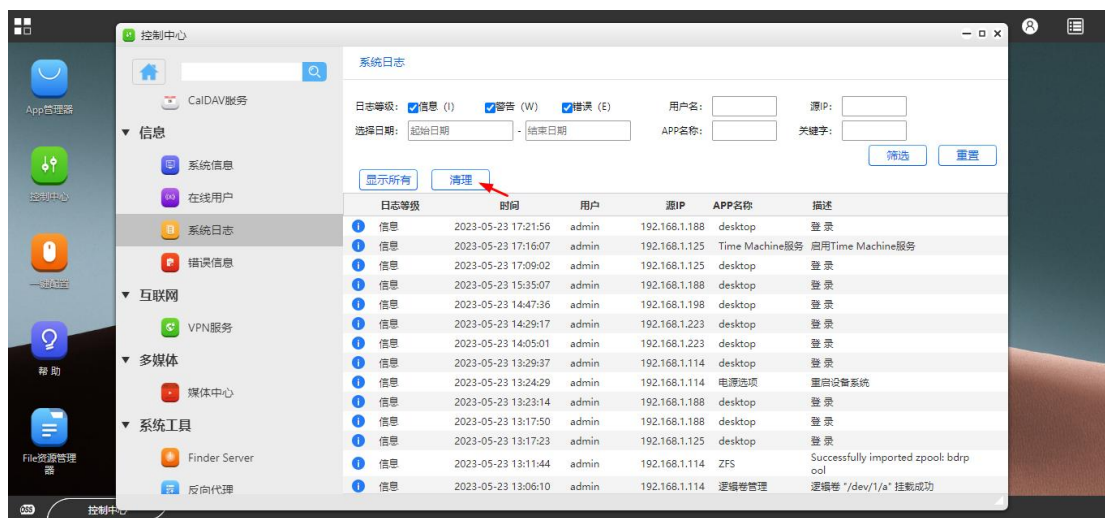 控制中心
App管理器
控制中心
帮 助
File资源管理
器
CalDAV服务
信息
系统信息
在线用户
系统日志
错误信息
互联网
VPN服务
多媒体
媒体中心
系统工具
Finder Server
反向代理
系统日志
日志等级: 信息 (I) 警告 (W) 错误 (E) 用户名: 源IP:
选择日期: 起始日期 - 结束日期 APP名称: 关键字:
筛选 重置
显示所有 清理
日志等级 时间 用户 源IP APP名称 描述
信息 2023-05-23 17:21:56 admin 192.168.1.188 desktop 登 录
信息 2023-05-23 17:16:07 admin 192.168.1.125 Time Machine服务 启用Time Machine服务
信息 2023-05-23 17:09:02 admin 192.168.1.125 desktop 登 录
信息 2023-05-23 15:35:07 admin 192.168.1.188 desktop 登 录
信息 2023-05-23 14:47:36 admin 192.168.1.198 desktop 登 录
信息 2023-05-23 14:29:17 admin 192.168.1.223 desktop 登 录
信息 2023-05-23 14:05:01 admin 192.168.1.223 desktop 登 录
信息 2023-05-23 13:29:37 admin 192.168.1.114 desktop 登 录
信息 2023-05-23 13:24:29 admin 192.168.1.114 电源选项 重启设备系统
信息 2023-05-23 13:23:14 admin 192.168.1.188 desktop 登 录
信息 2023-05-23 13:17:50 admin 192.168.1.188 desktop 登 录
信息 2023-05-23 13:17:23 admin 192.168.1.125 desktop 登 录
信息 2023-05-23 13:11:44 admin 192.168.1.114 ZFS Successfully imported zpool: bdrp
ool
信息 2023-05-23 13:06:10 admin 192.168.1.114 逻辑卷管理 逻辑卷 "/dev/1/a" 挂载成功
控制中心